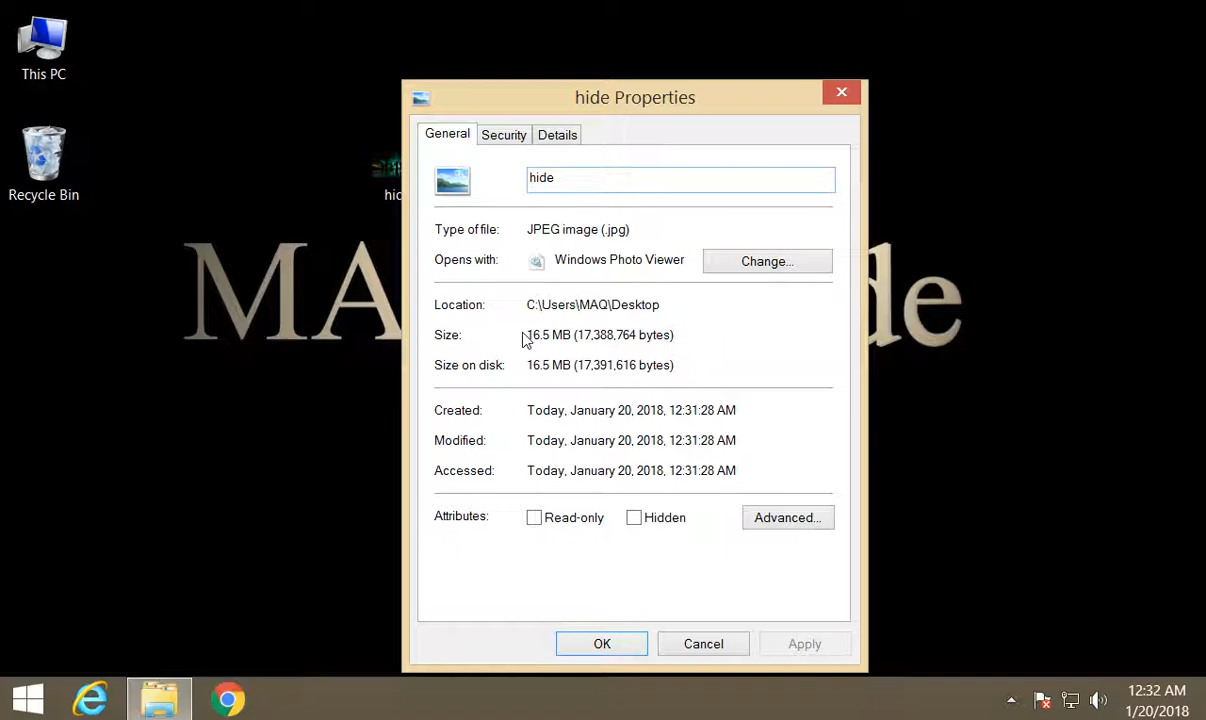 This PC
Recycle Bin
hid
MA
de
hide Properties
General
Security
Details
hide
Type of file:
JPEG image (.jpg)
Opens with:
Windows Photo Viewer
Change...
Location:
C:\Users\MAQ\Desktop
Size:
16.5 MB (17,388,764 bytes)
Size on disk:
16.5 MB (17,391,616 bytes)
Created:
Today, January 20, 2018, 12:31:28 AM
Modified:
Today, January 20, 2018, 12:31:28 AM
Accessed:
Today, January 20, 2018, 12:31:28 AM
Attributes:
Read-only
Hidden
Advanced...
OK
Cancel
Apply
12:32 AM
1/20/2018